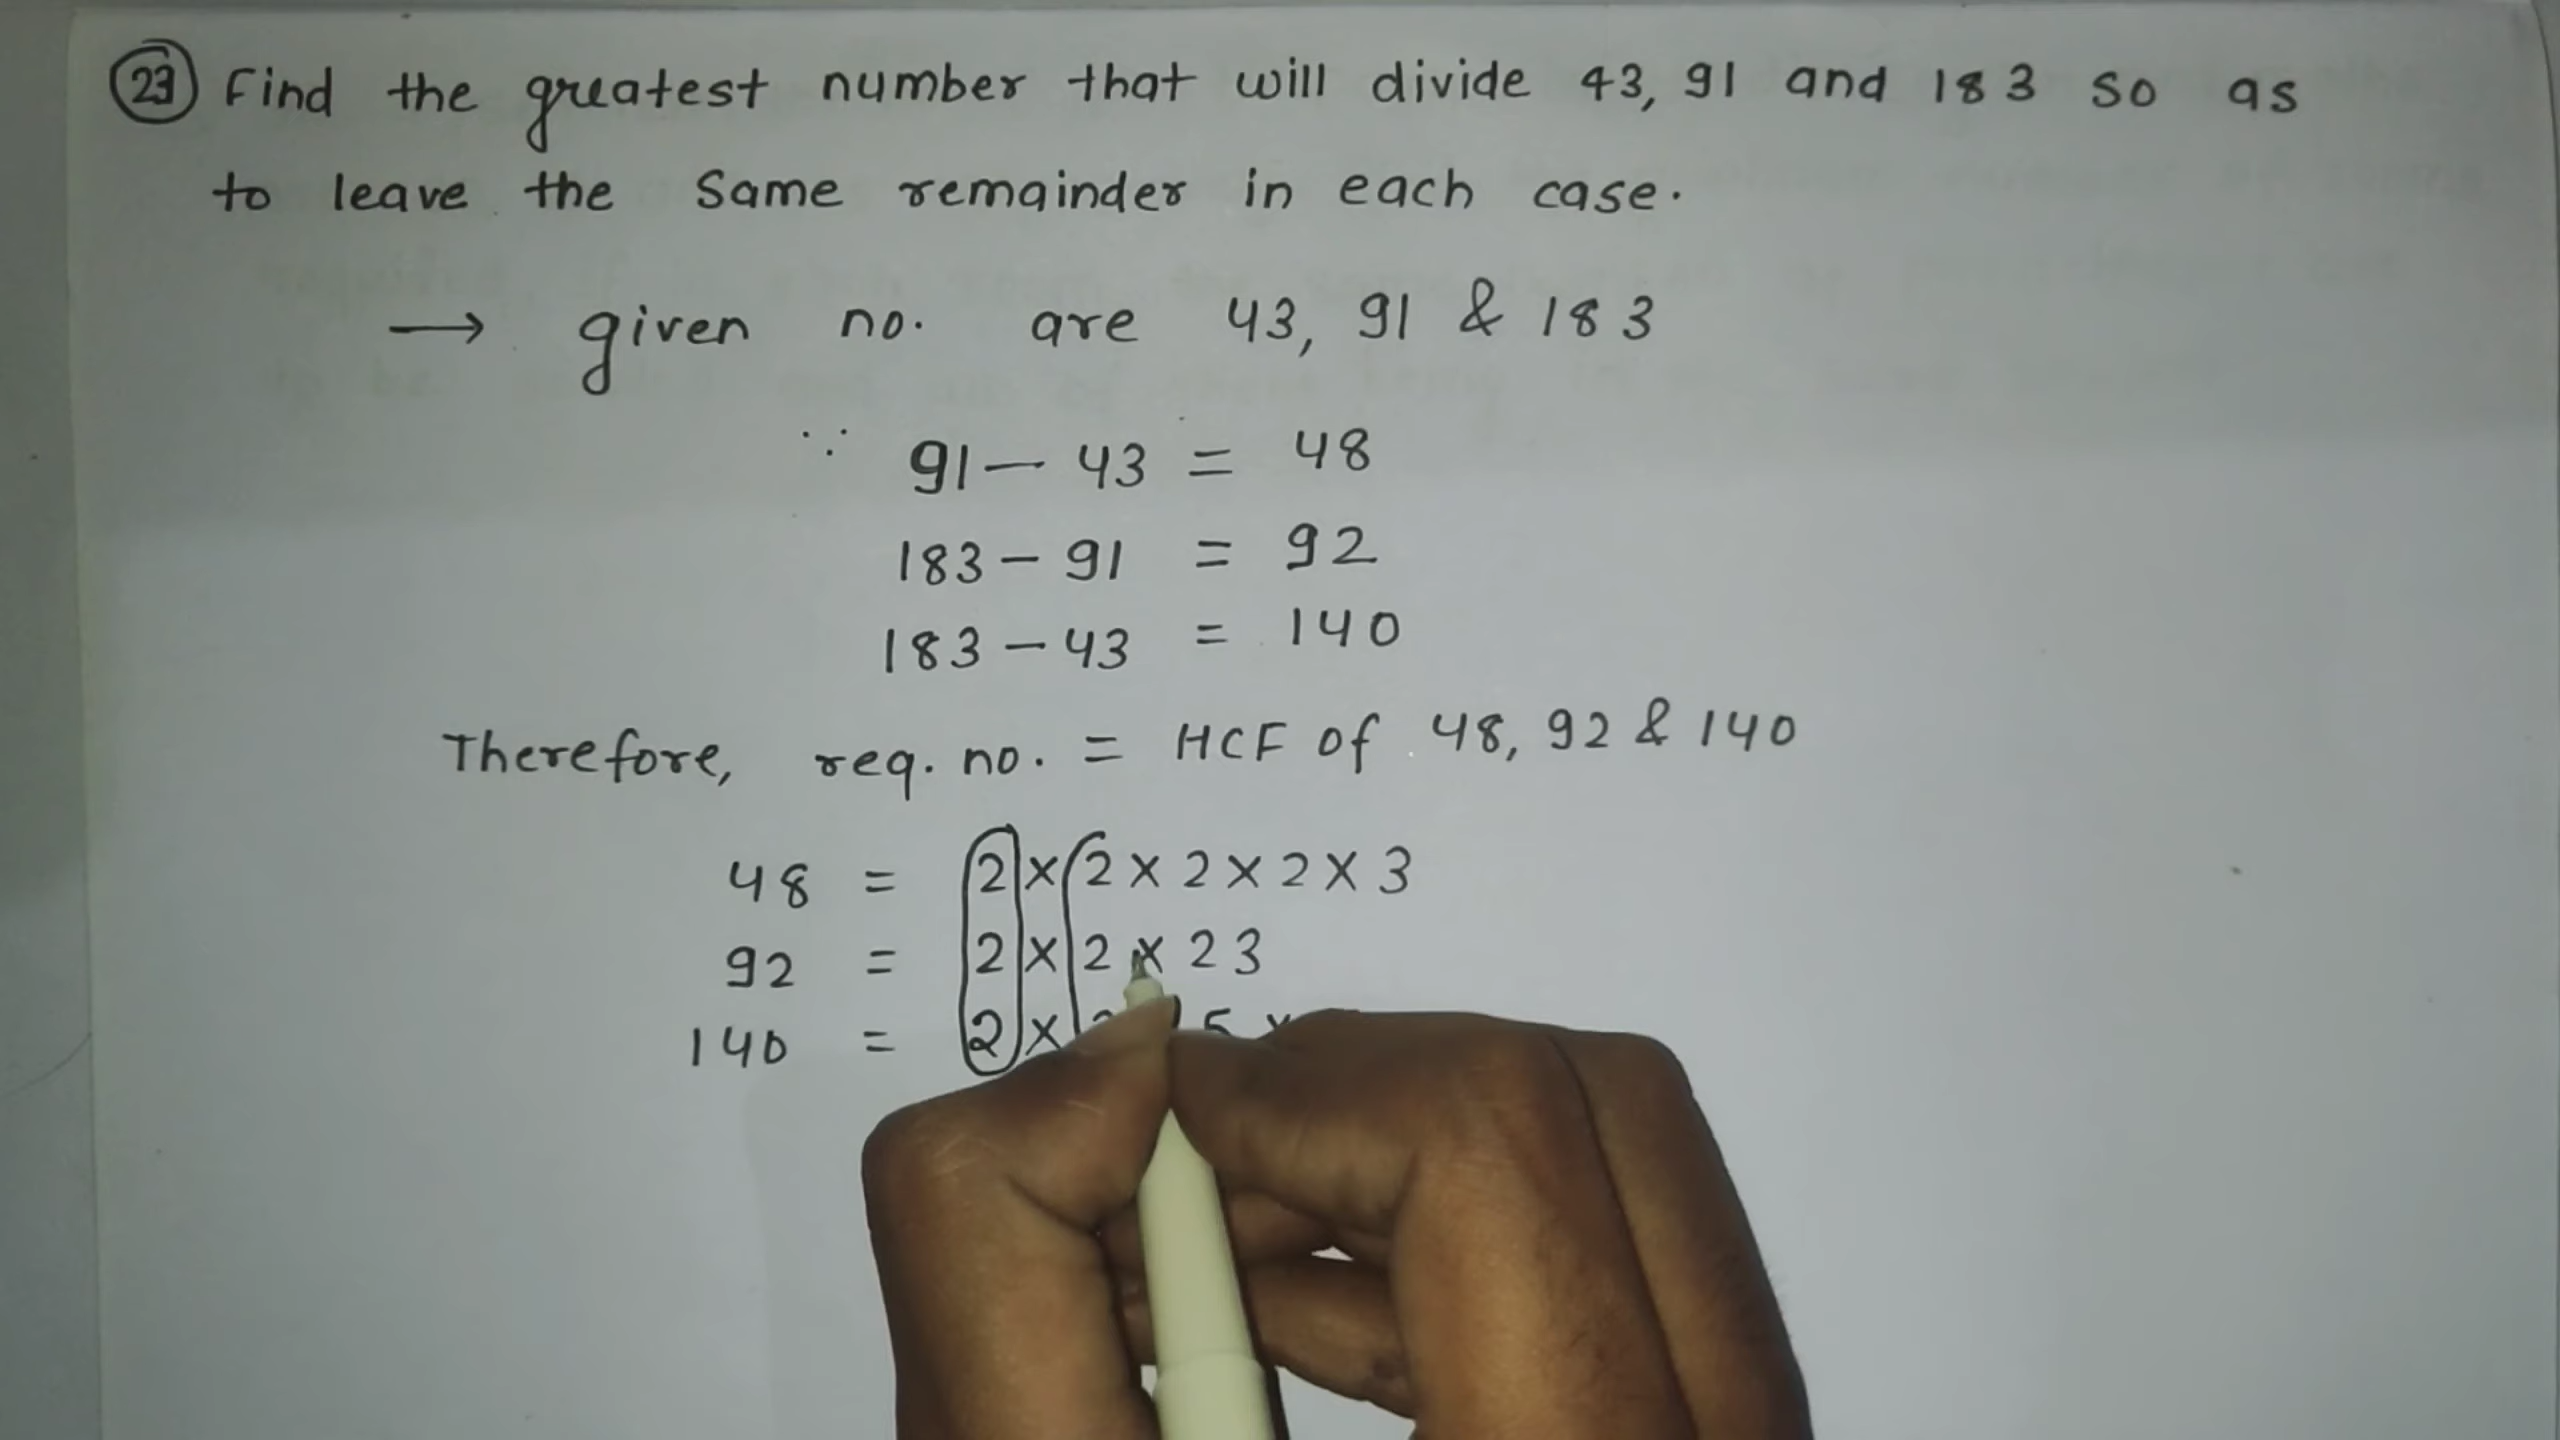 23 Find the greatest number that will divide 43, 91 and 183 so as
to leave the same remainder in each case.
→ given no. are 43, 91 & 183
∵ 91 — 43 = 48
183 — 91 = 92
183 — 43 = 140
Therefore, req. no. = HCF of 48, 92 & 140
48 = 2 × 2 × 2 × 2 × 3
92 = 2 × 2 × 23
140 = 2 × 5 ×